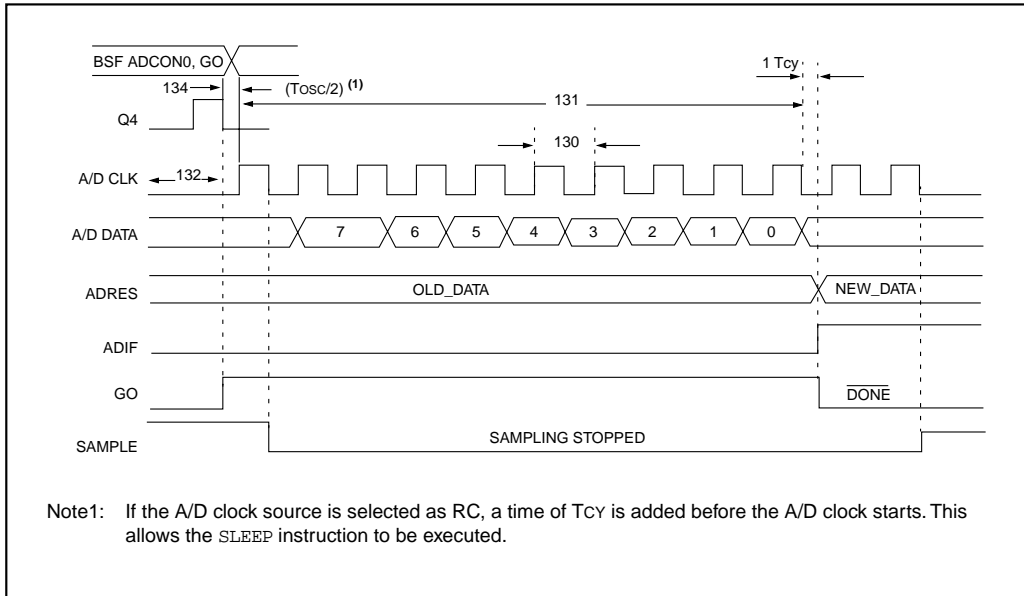 BSF ADCON0, GO
134
(TOSC/2) (1)
1 Tcy
131
Q4
130
A/D CLK
132
A/D DATA
7 6 5 4 3 2 1 0
ADRES
OLD_DATA
NEW_DATA
ADIF
GO
DONE
SAMPLE
SAMPLING STOPPED
Note1: If the A/D clock source is selected as RC, a time of TCY is added before the A/D clock starts. This
allows the SLEEP instruction to be executed.